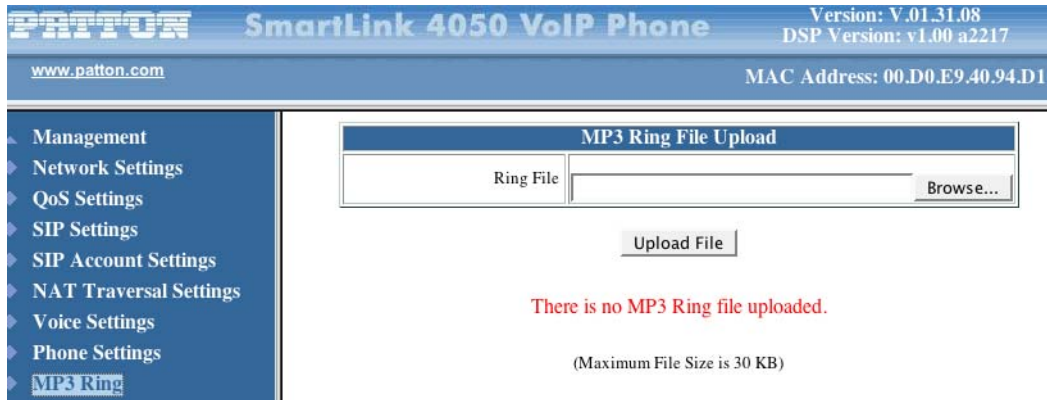 PATTON SmartLink 4050 VoIP Phone Version: V.01.31.08
DSP Version: v1.00 a2217
www.patton.com MAC Address: 00.D0.E9.40.94.D1
Management
Network Settings
QoS Settings
SIP Settings
SIP Account Settings
NAT Traversal Settings
Voice Settings
Phone Settings
MP3 Ring
MP3 Ring File Upload
Ring File Browse...
Upload File
There is no MP3 Ring file uploaded.
(Maximum File Size is 30 KB)